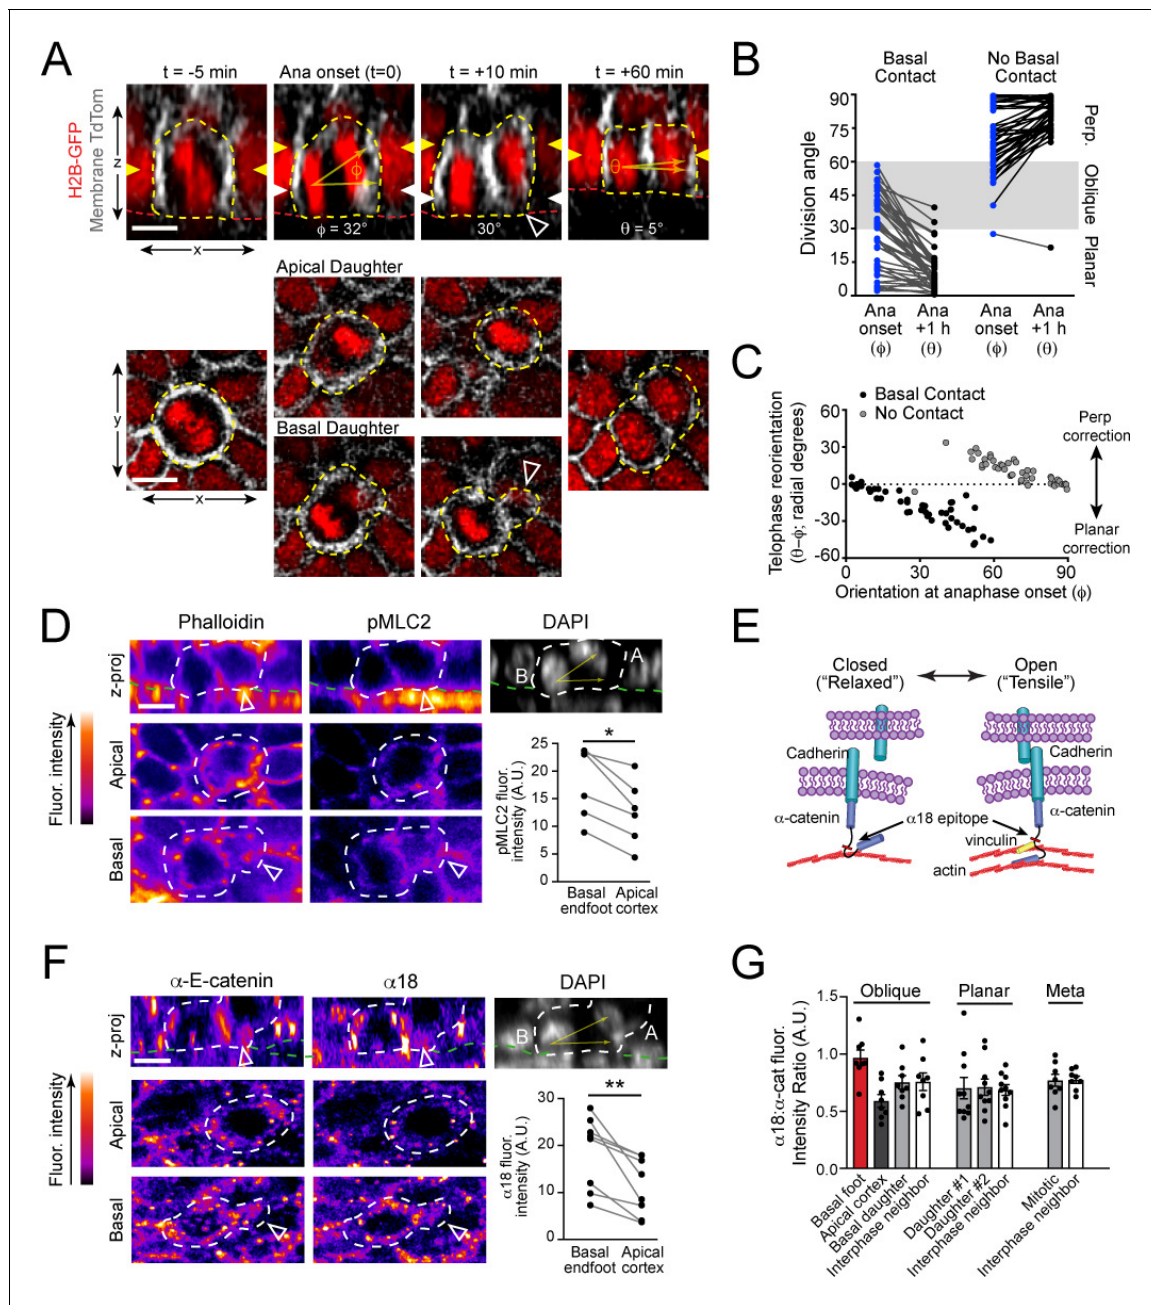 A
t = -5 min
Ana onset (t=0)
t = +10 min
t = +60 min
H2B-GFP
Membrane TdTom
z
x
ϕ
ϕ = 32°
30°
θ
θ = 5°
Apical Daughter
Basal Daughter
y
x
B
Basal Contact
No Basal Contact
Division angle
90
75
60
45
30
15
0
Perp.
Oblique
Planar
Ana onset (ϕ)
Ana +1 h (θ)
Ana onset (ϕ)
Ana +1 h (θ)
C
Basal Contact
No Contact
Telophase reorientation
(θ−ϕ; radial degrees)
60
30
0
-30
-60
0
30
60
90
Orientation at anaphase onset (ϕ)
Perp correction
Planar correction
D
Phalloidin
pMLC2
DAPI
z-proj
Apical
Basal
Fluor. intensity
B
A
*
pMLC2 fluor.
intensity (A.U.)
25
20
15
10
5
0
Basal endfoot
Apical cortex
E
Closed
("Relaxed")
Open
("Tensile")
Cadherin
Cadherin
α-catenin
α-catenin
α18 epitope
vinculin
actin
F
α-E-catenin
α18
DAPI
z-proj
Apical
Basal
Fluor. intensity
B
A
**
α18 fluor.
intensity (A.U.)
30
20
10
0
Basal endfoot
Apical cortex
G
Oblique
Planar
Meta
α18:α-cat fluor.
Intensity Ratio (A.U.)
1.5
1.0
0.5
0.0
Basal foot
Apical cortex
Basal daughter
Interphase neighbor
Daughter #1
Daughter #2
Interphase neighbor
Mitotic
Interphase neighbor